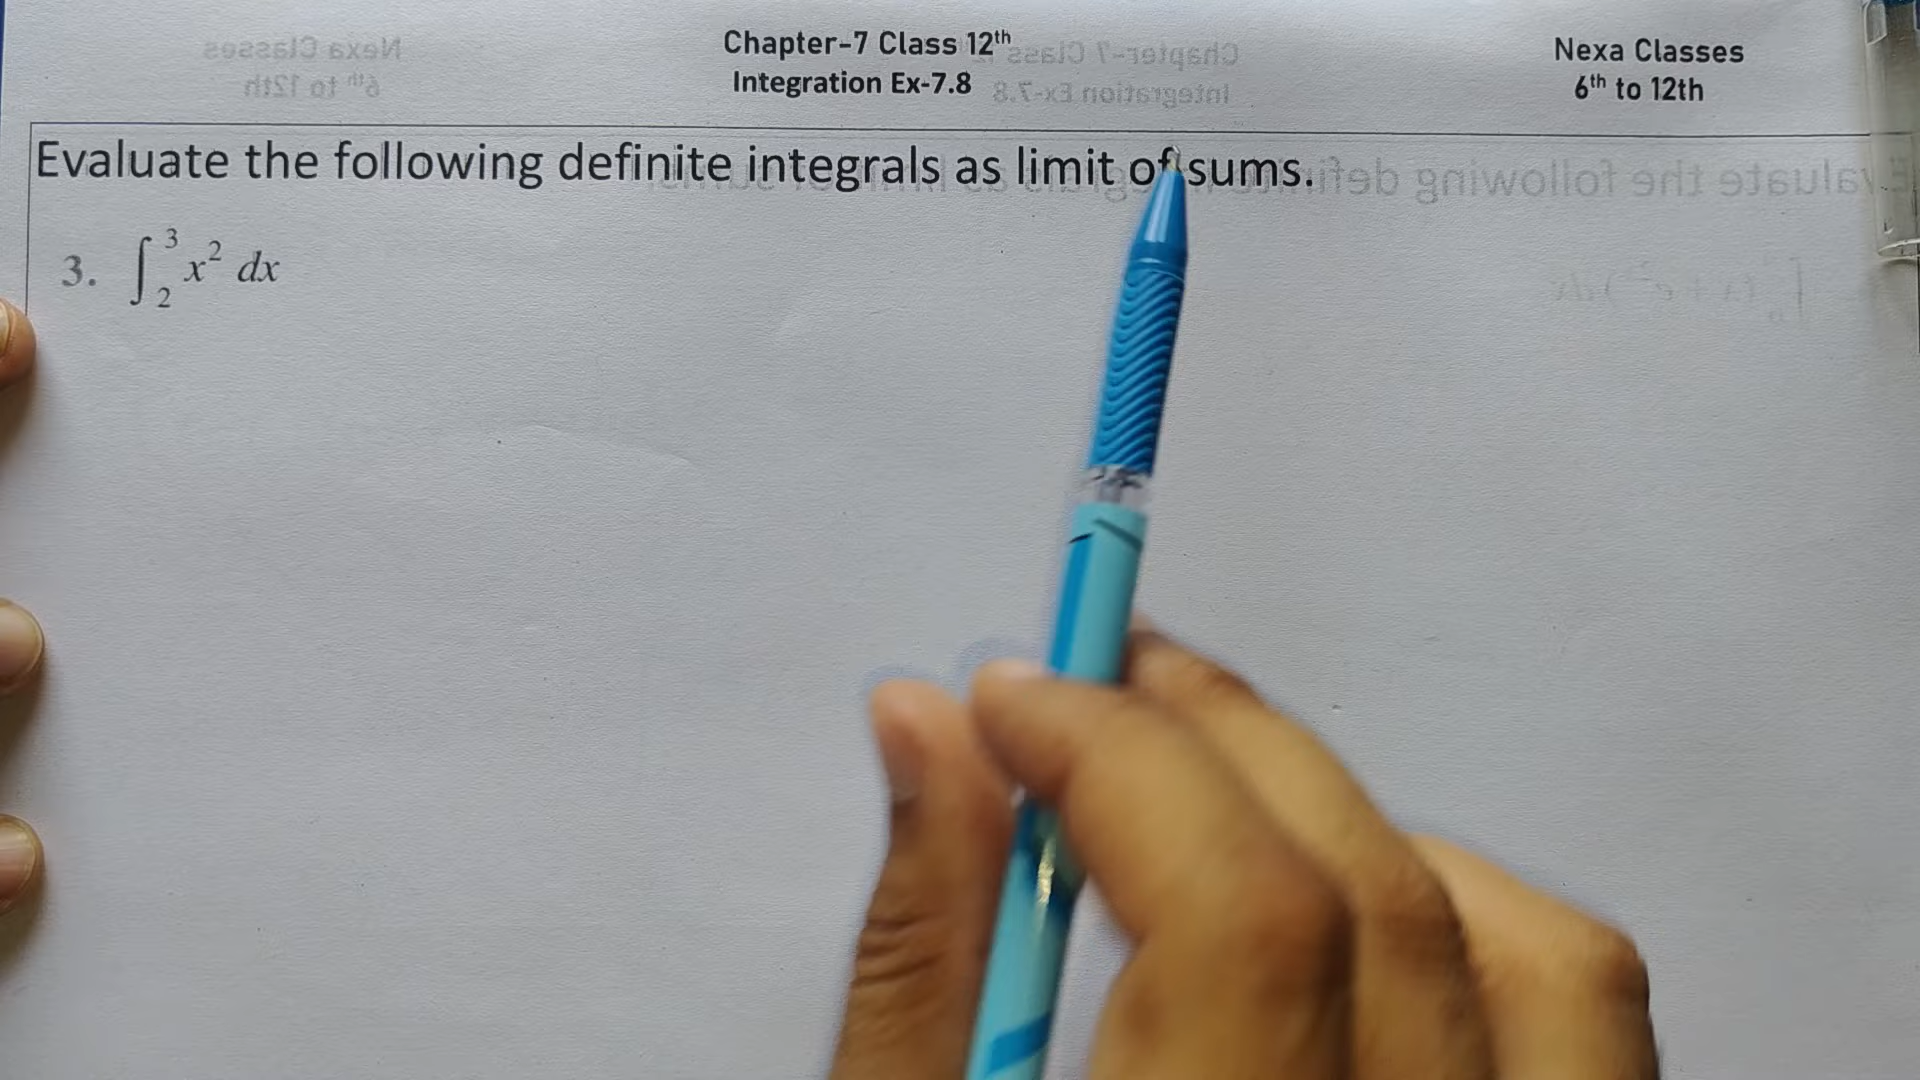 Chapter-7 Class 12th
Integration Ex-7.8
Nexa Classes
6th to 12th
Evaluate the following definite integrals as limit of sums.
3. ∫₂³ x² dx